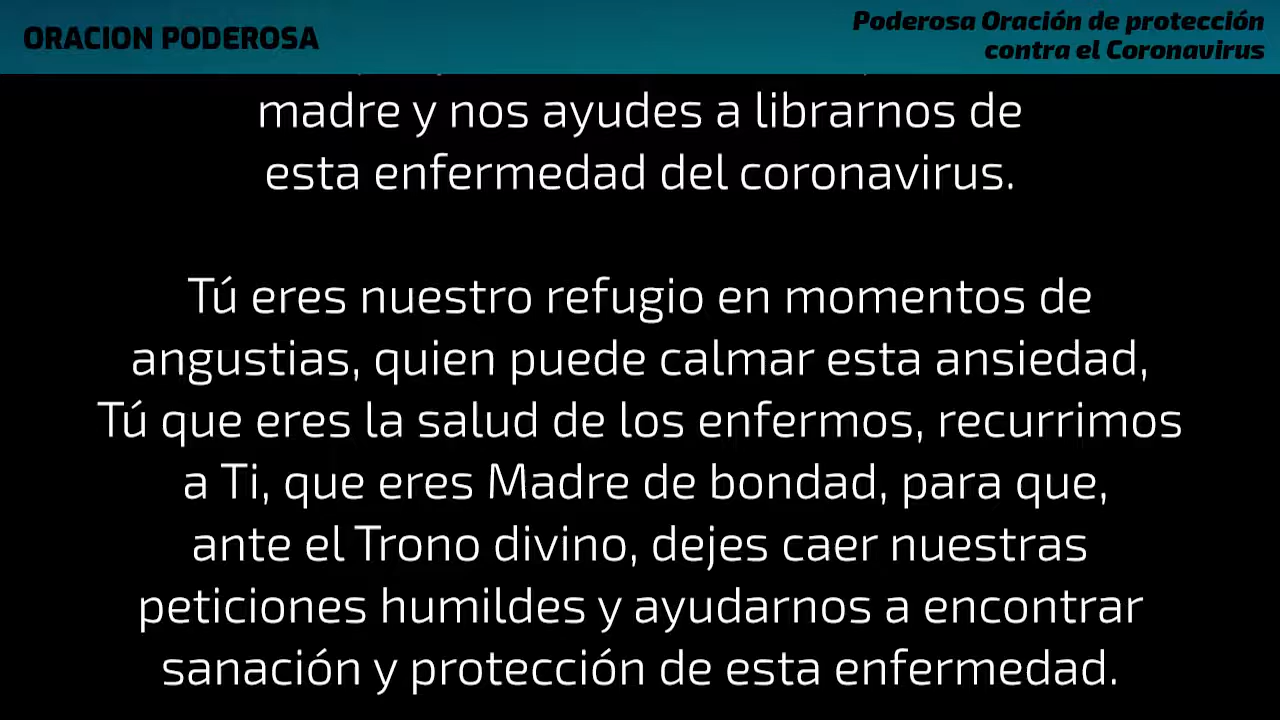 ORACION PODEROSA
Poderosa Oración de protección
contra el Coronavirus
madre y nos ayudes a librarnos de
esta enfermedad del coronavirus.
Tú eres nuestro refugio en momentos de
angustias, quien puede calmar esta ansiedad,
Tú que eres la salud de los enfermos, recurrimos
a Ti, que eres Madre de bondad, para que,
ante el Trono divino, dejes caer nuestras
peticiones humildes y ayudarnos a encontrar
sanación y protección de esta enfermedad.